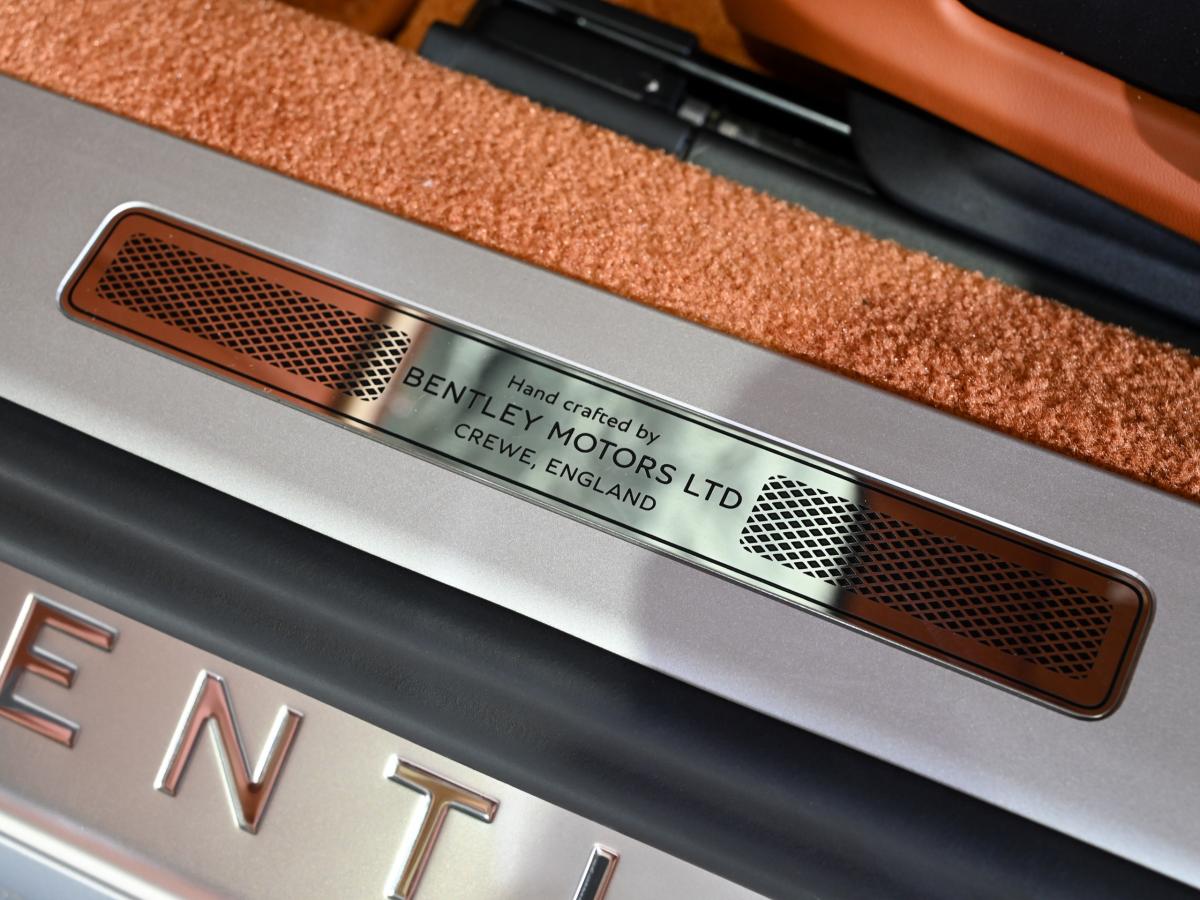 Hand crafted by
BENTLEY MOTORS LTD
CREWE, ENGLAND
ENT